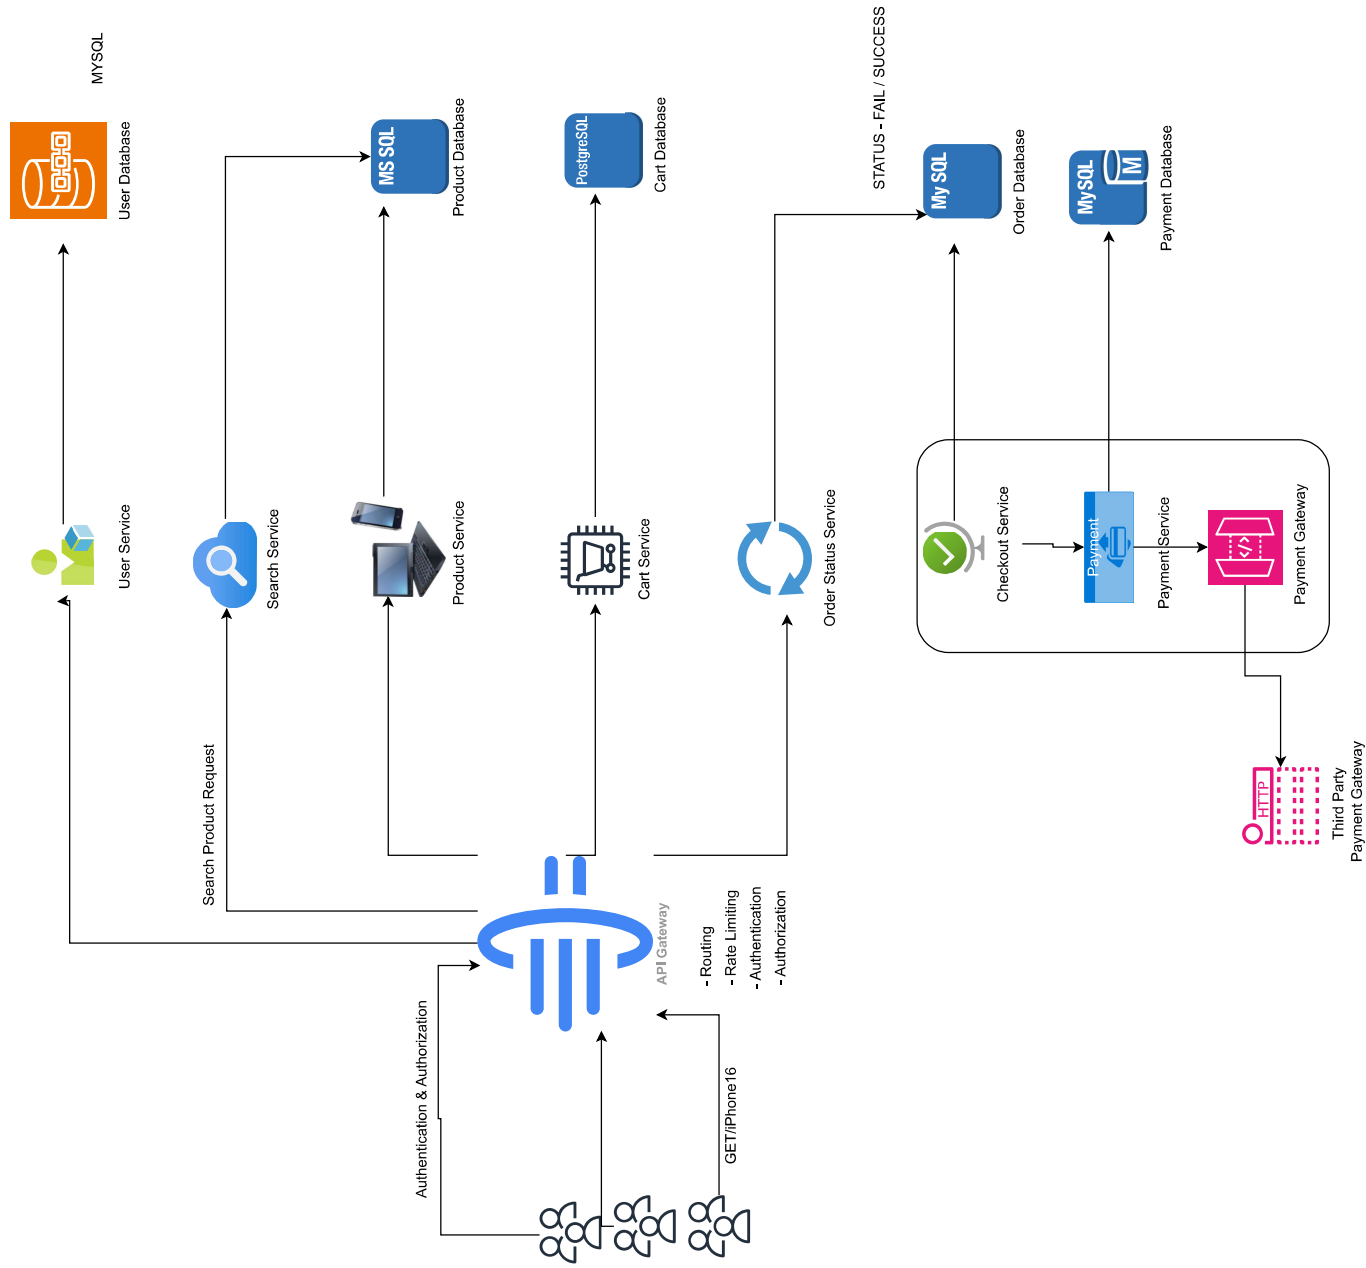 MYSQL
User Database
User Service
Search Service
Search Product Request
MS SQL
Product Database
Product Service
PostgreSQL
Cart Database
Cart Service
STATUS - FAIL / SUCCESS
My SQL
Order Database
Order Status Service
MySQL
M
Payment Database
Checkout Service
Payment
Payment Service
Payment Gateway
HTTP
Third Party
Payment Gateway
API Gateway
- Routing
- Rate Limiting
- Authentication
- Authorization
Authentication & Authorization
GET/iPhone16